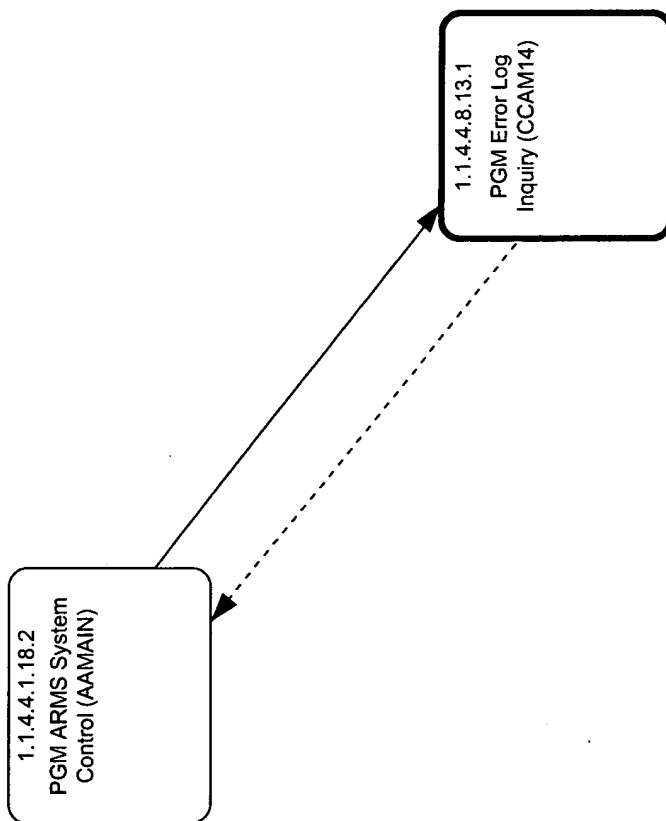 1.1.4.4.1.18.2
PGM ARMS System
Control (AAMAIN)
1.1.4.4.8.13.1
PGM Error Log
Inquiry (CCAM14)